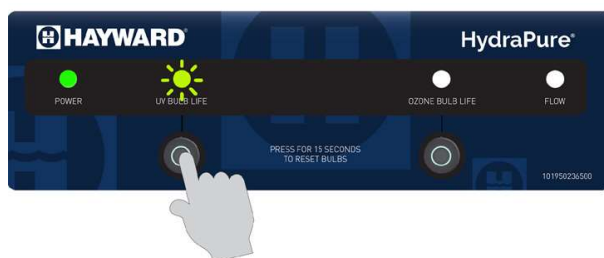 HAYWARD®
HydraPure®
POWER
UV BULB LIFE
OZONE BULB LIFE
FLOW
PRESS FOR 15 SECONDS
TO RESET BULBS
101950236500